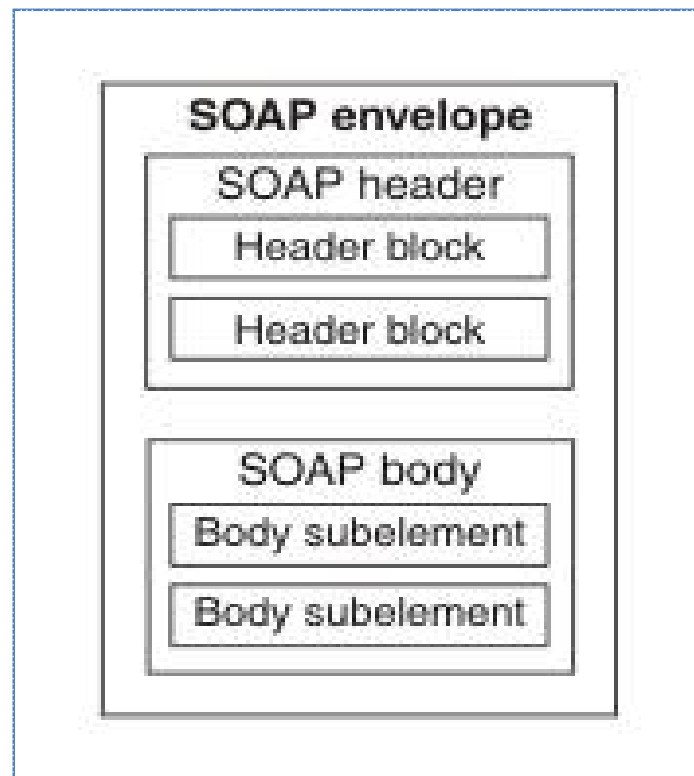 SOAP envelope
SOAP header
Header block
Header block
SOAP body
Body subelement
Body subelement